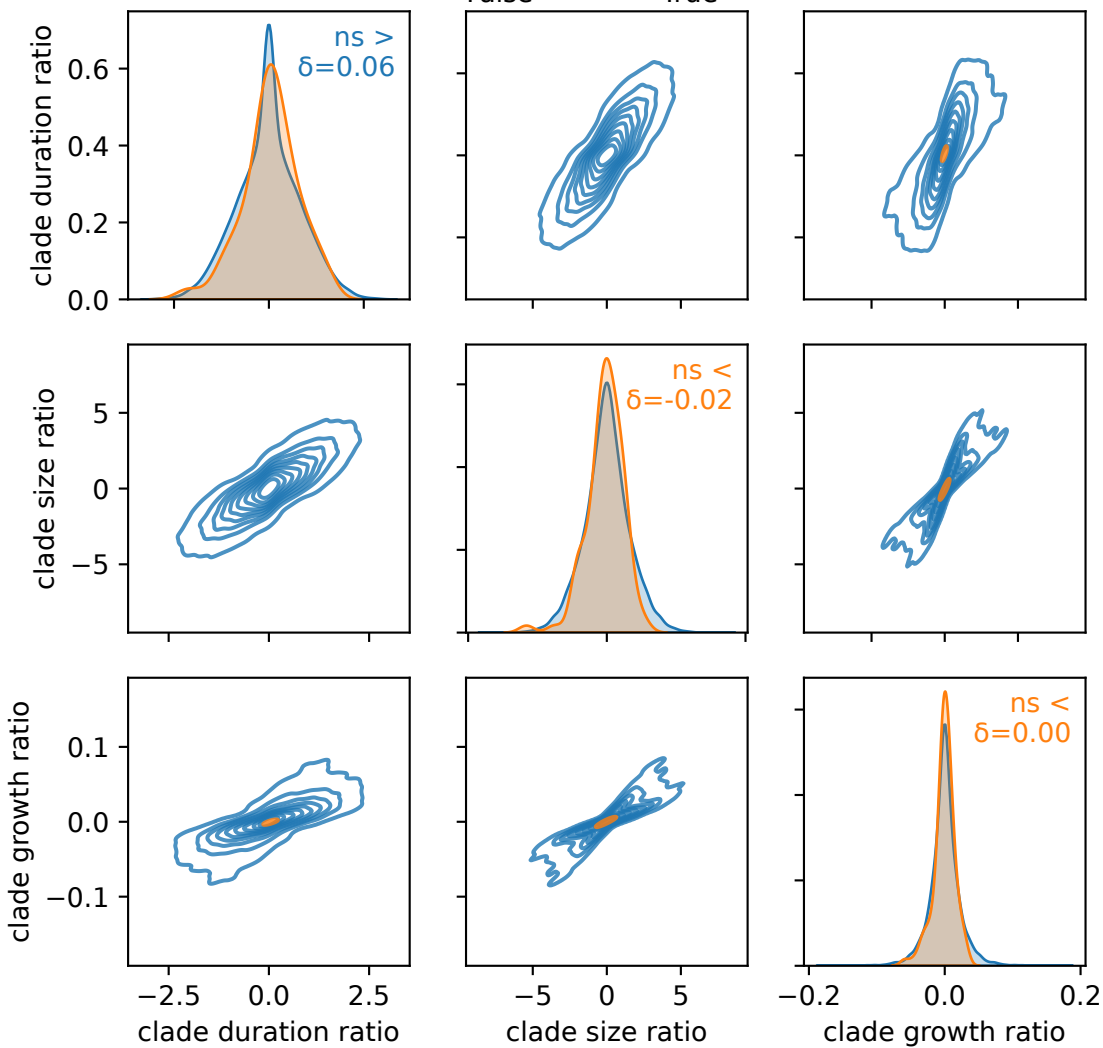 True
clade duration ratio
0.6
0.4
0.2
0.0
ns >
δ=0.06
clade size ratio
5
0
−5
ns <
δ=-0.02
clade growth ratio
0.1
0.0
−0.1
ns <
δ=0.00
−2.5 0.0 2.5
clade duration ratio
−5 0 5
clade size ratio
−0.2 0.0 0.2
clade growth ratio